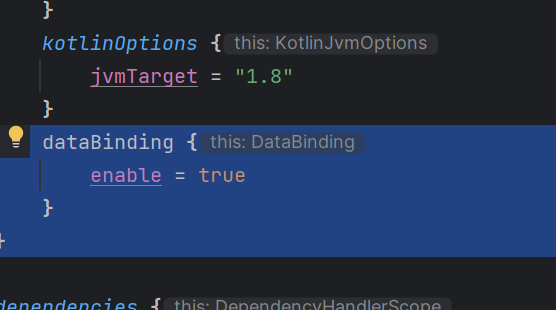 }
kotlinOptions { this: KotlinJvmOptions
jvmTarget = "1.8"
}
dataBinding { this: DataBinding
enable = true
}
}
dependencies { this: DependencyHandlerScope